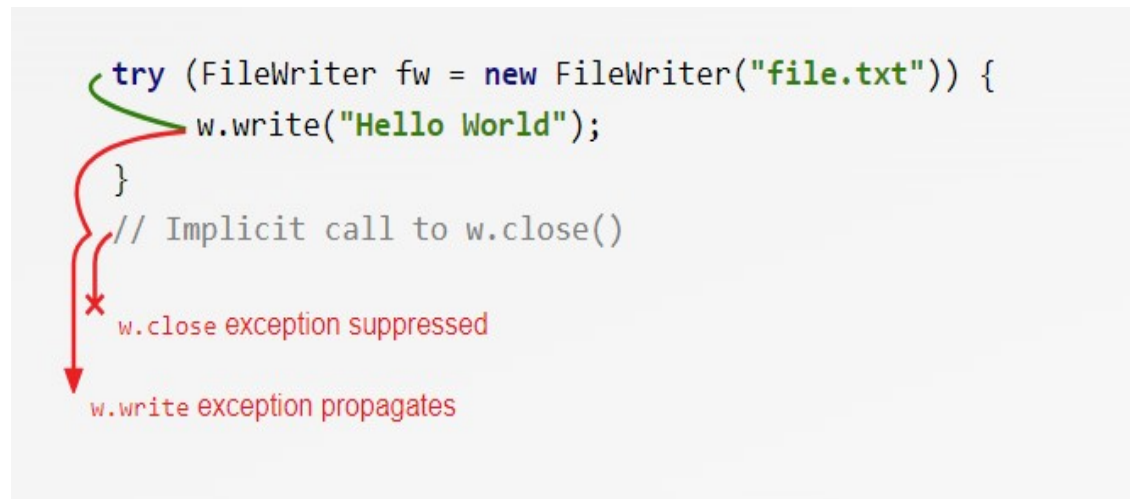 try (FileWriter fw = new FileWriter("file.txt")) {
w.write("Hello World");
}
// Implicit call to w.close()
w.close exception suppressed
w.write exception propagates